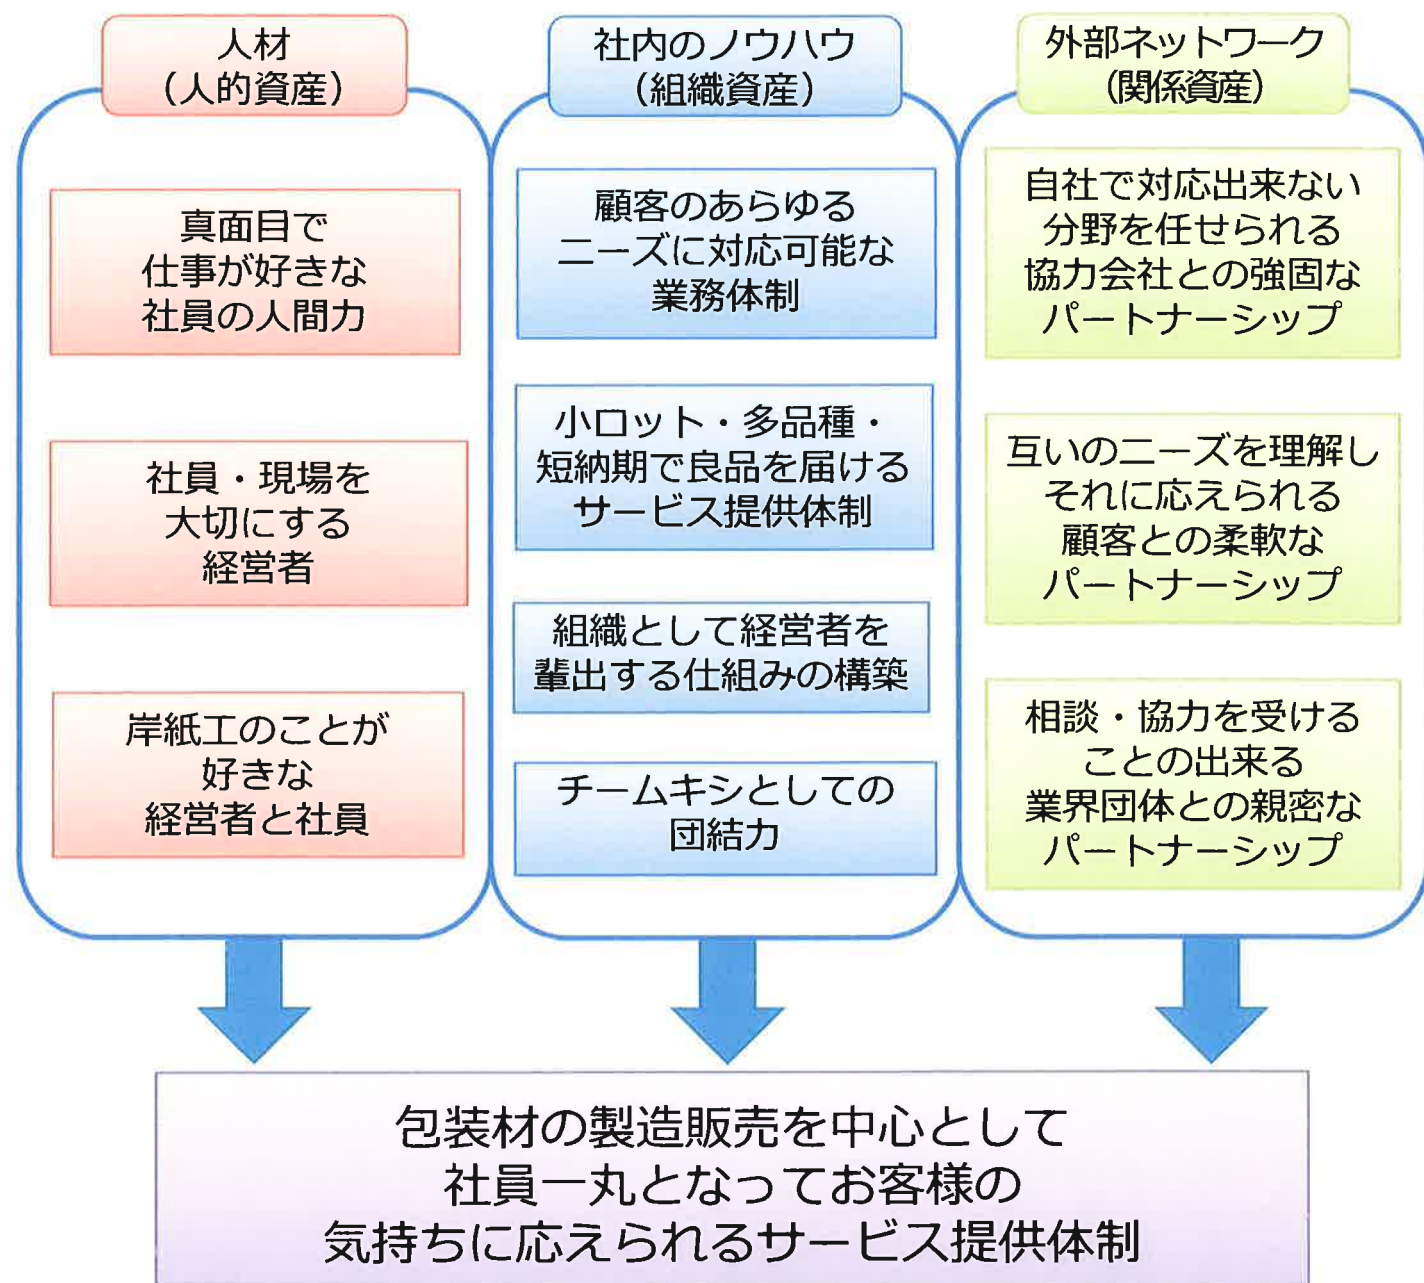 人材
（人的資産）
真面目で
仕事が好きな
社員の人間力
社員・現場を
大切にする
経営者
岸紙工のことが
好きな
経営者と社員
社内のノウハウ
（組織資産）
顧客のあらゆる
ニーズに対応可能な
業務体制
小ロット・多品種・
短納期で良品を届ける
サービス提供体制
組織として経営者を
輩出する仕組みの構築
チームキシとしての
団結力
外部ネットワーク
（関係資産）
自社で対応出来ない
分野を任せられる
協力会社との強固な
パートナーシップ
互いのニーズを理解し
それに応えられる
顧客との柔軟な
パートナーシップ
相談・協力を受ける
ことの出来る
業界団体との親密な
パートナーシップ
包装材の製造販売を中心として
社員一丸となってお客様の
気持ちに応えられるサービス提供体制